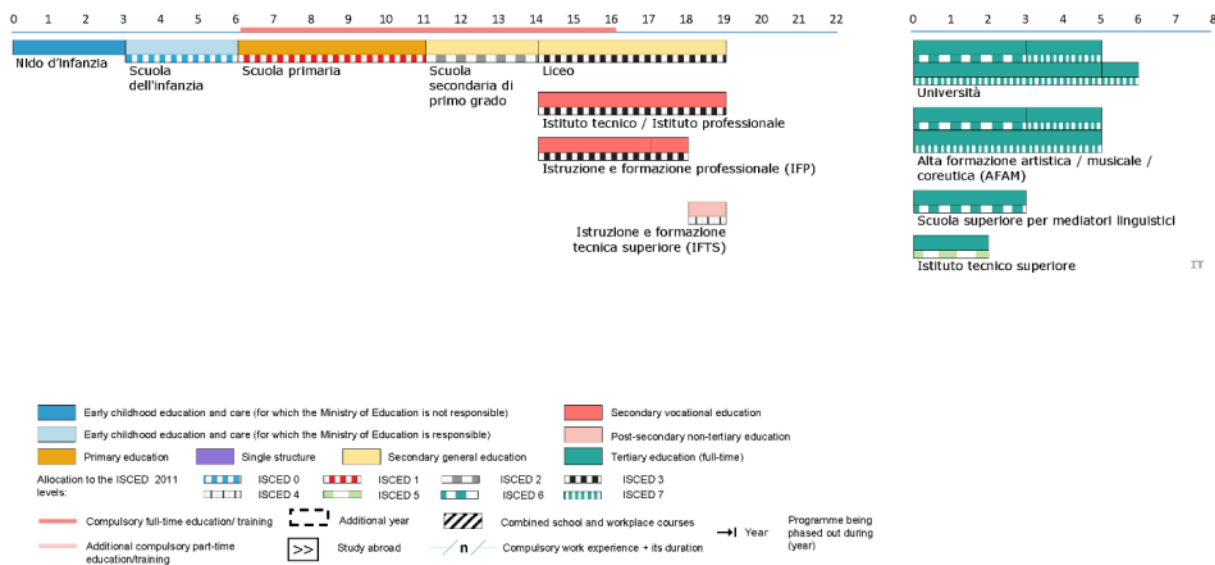 0 1 2 3 4 5 6 7 8 9 10 11 12 13 14 15 16 17 18 19 20 21 22
0 1 2 3 4 5 6 7 8
Nido d'infanzia
Scuola
dell'infanzia
Scuola primaria
Scuola
secondaria di
primo grado
Liceo
Istituto tecnico / Istituto professionale
Istruzione e formazione professionale (IFP)
Istruzione e formazione
tecnica superiore (IFTS)
Università
Alta formazione artistica / musicale /
coreutica (AFAM)
Scuola superiore per mediatori linguistici
Istituto tecnico superiore
IT
Early childhood education and care (for which the Ministry of Education is not responsible)
Secondary vocational education
Early childhood education and care (for which the Ministry of Education is responsible)
Post-secondary non-tertiary education
Primary education
Single structure
Secondary general education
Tertiary education (full-time)
Allocation to the ISCED 2011
levels:
ISCED 0
ISCED 1
ISCED 2
ISCED 3
ISCED 4
ISCED 5
ISCED 6
ISCED 7
Compulsory full-time education/ training
Additional year
Combined school and workplace courses
Year
Programme being
phased out during
(year)
Additional compulsory part-time
education/training
>>
Study abroad
n
Compulsory work experience + its duration